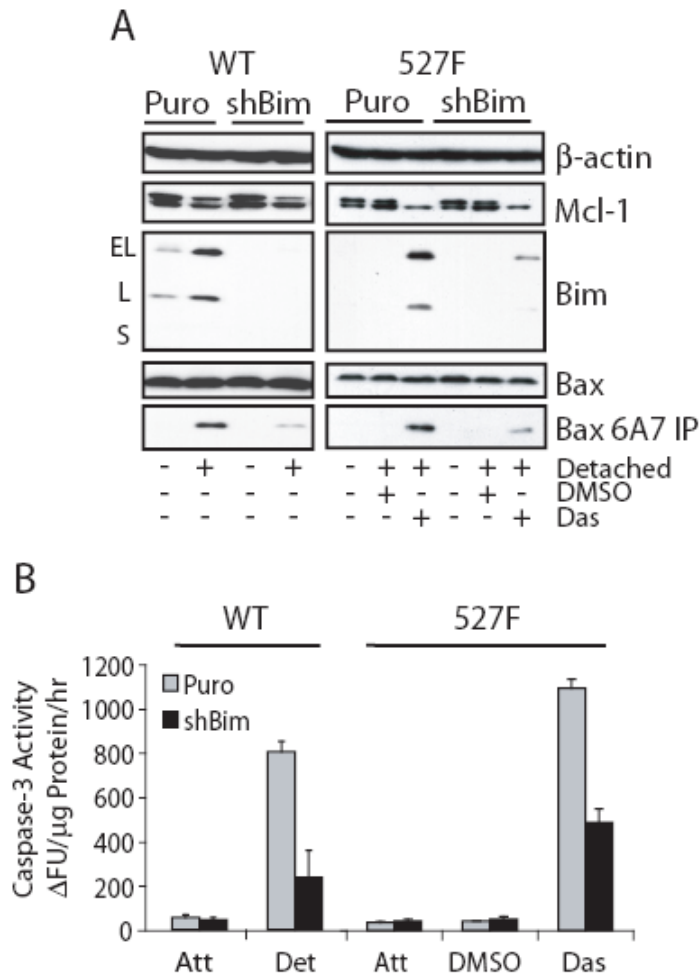 A
WT 527F
Puro shBim Puro shBim
β-actin
Mcl-1
EL
L
S
Bim
Bax
Bax 6A7 IP
- + - + - + + - + + Detached
- - - - - + - - + - DMSO
- - - - - - + - - + Das
B
WT 527F
1200
1000
800
600
400
200
0
Puro
shBim
Caspase-3 Activity
ΔFU/µg Protein/hr
Att Det Att DMSO Das